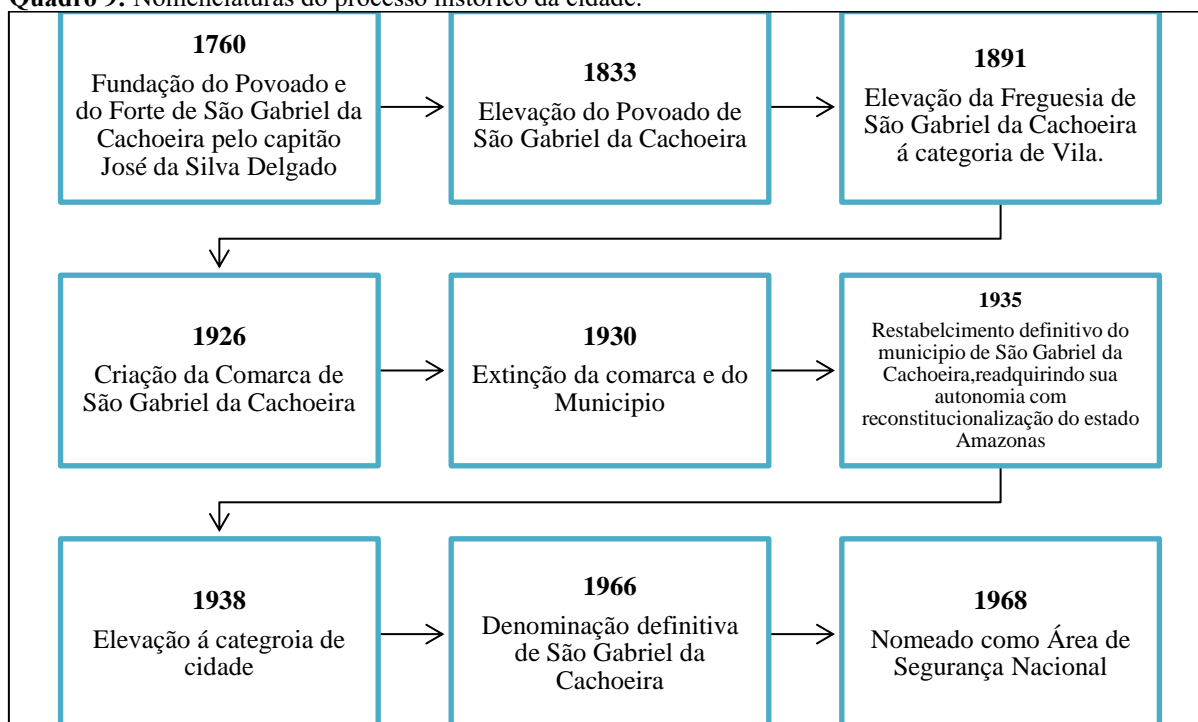 Quadro 9: Nomenclaturas do processo histórico da cidade.
1760
Fundação do Povoado e
do Forte de São Gabriel da
Cachoeira pelo capitão
José da Silva Delgado
1833
Elevação do Povoado de
São Gabriel da Cachoeira
1891
Elevação da Freguesia de
São Gabriel da Cachoeira
á categoria de Vila.
1926
Criação da Comarca de
São Gabriel da Cachoeira
1930
Extinção da comarca e do
Municipio
1935
Restabelcimento definitivo do
municipio de São Gabriel da
Cachoeira,readquirindo sua
autonomia com
reconstitucionalização do estado
Amazonas
1938
Elevação á categroia de
cidade
1966
Denominação definitiva
de São Gabriel da
Cachoeira
1968
Nomeado como Área de
Segurança Nacional